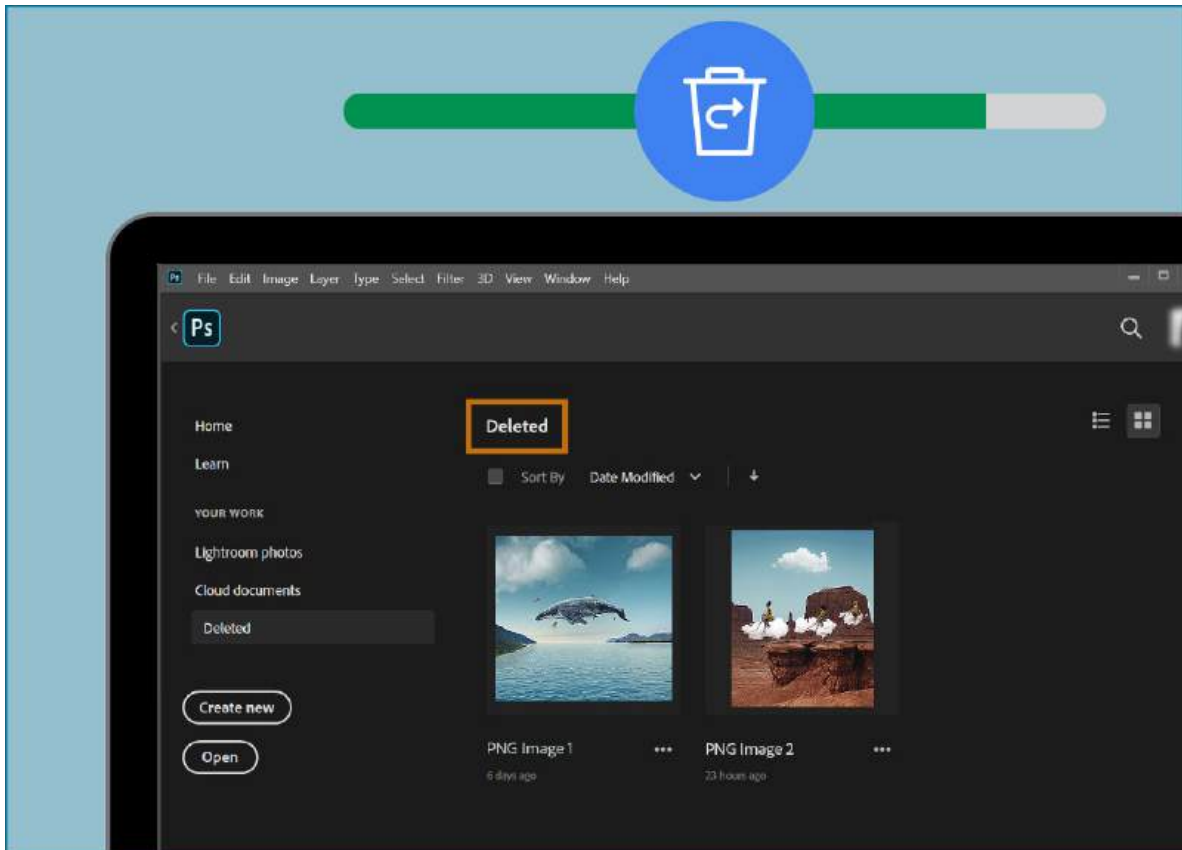 Ps File Edit Image Layer Type Select Filter 3D View Window Help
Ps
Home
Learn
YOUR WORK
Lightroom photos
Cloud documents
Deleted
Create new
Open
Deleted
Sort By Date Modified
PNG Image 1
6 days ago
PNG Image 2
23 hours ago